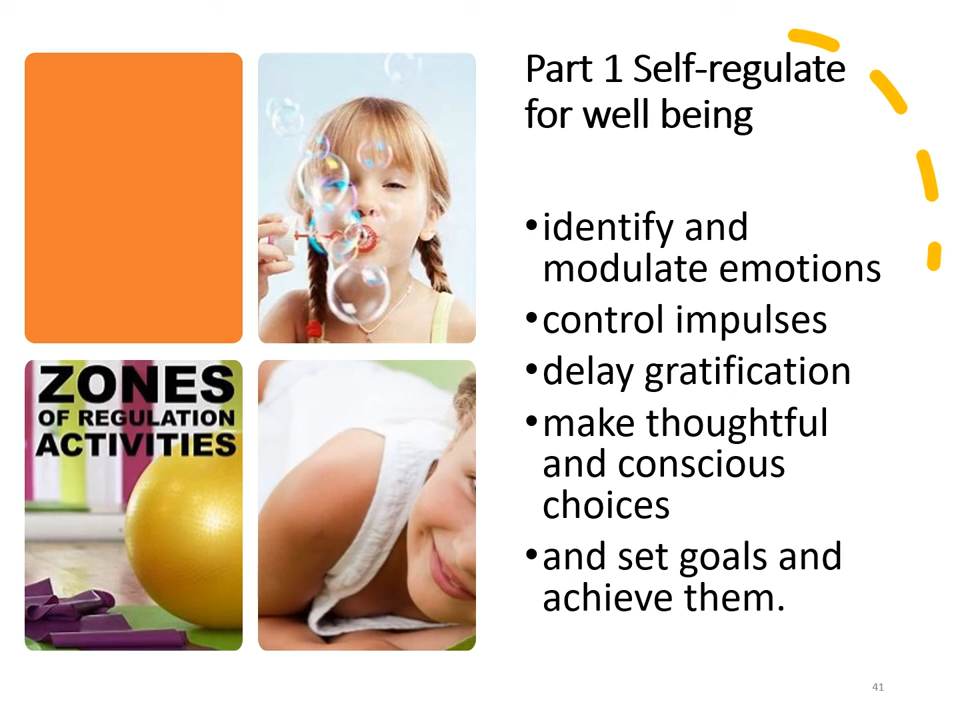 Part 1 Self-regulate
for well being
•identify and
modulate emotions
•control impulses
•delay gratification
•make thoughtful
and conscious
choices
•and set goals and
achieve them.
ZONES
OF REGULATION
ACTIVITIES
41